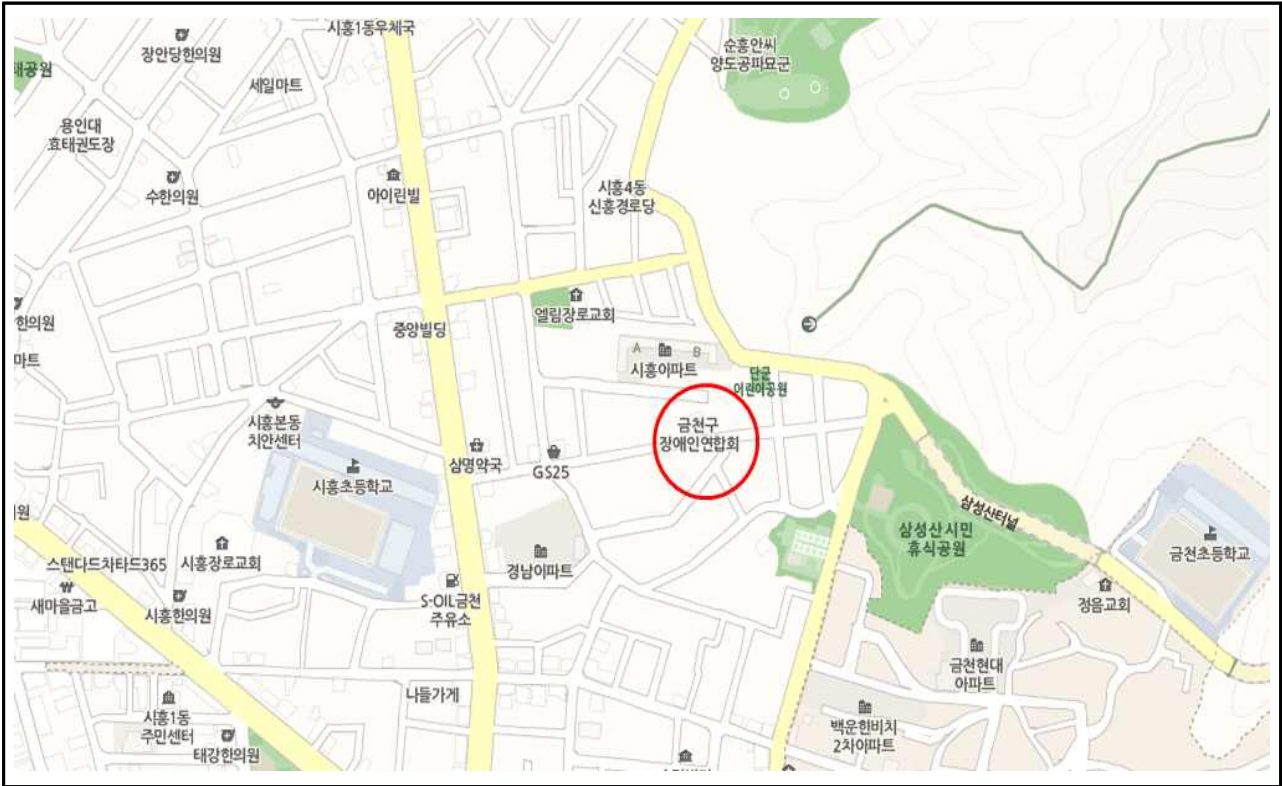 시흥1동우체국
장안당한의원
태공원
세일마트
순흥안씨
양도공파묘군
용인대
효태권도장
수한의원
아이린빌
시흥4동
신흥경로당
엘림장로교회
한의원
중앙빌딩
마트
A
B
시흥아파트
단군
어린이공원
금천구
장애인연합회
시흥본동
치안센터
삼명약국
GS25
시흥초등학교
의원
삼성산터널
삼성산시민
휴식공원
금천초등학교
스탠다드차타드365
시흥장로교회
경남아파트
새마을금고
시흥한의원
S-OIL금천
주유소
정음교회
금천현대
아파트
나들가게
시흥1동
주민센터
태강한의원
백운한비치
2차아파트